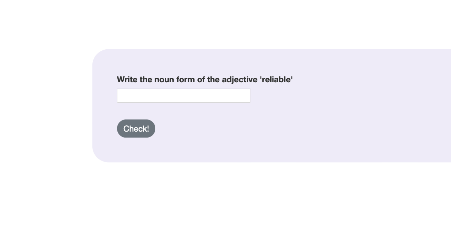 Write the noun form of the adjective 'reliable'
Check!